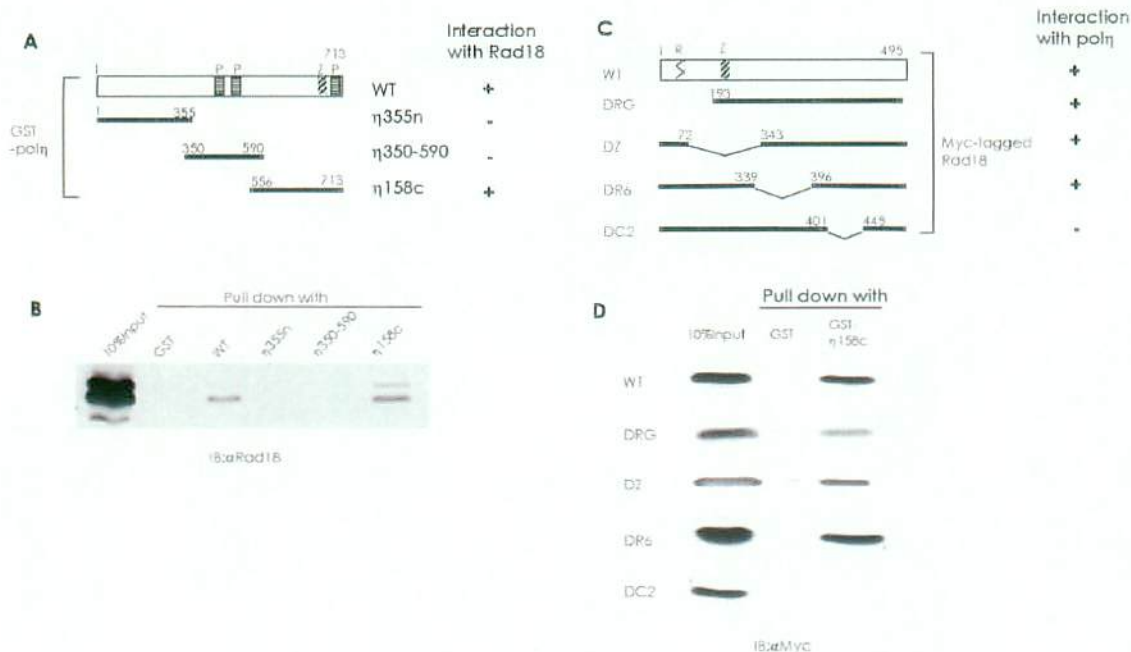 A
Interaction with Rad18
713
1
P P Z P
WT +
1 355
η355n -
GST -polη
350 590
η350-590 -
556 713
η158c +
B
Pull down with
10%Input GST WT η355n η350-590 η158c
IB:αRad18
C
Interaction with polη
1 R Z 495
WT +
DRG 193 +
DZ 72 343 +
Myc-tagged Rad18
DR6 339 396 +
DC2 401 445 -
D
Pull down with
10%Input GST GST η158c
WT
DRG
DZ
DR6
DC2
IB:αMyc